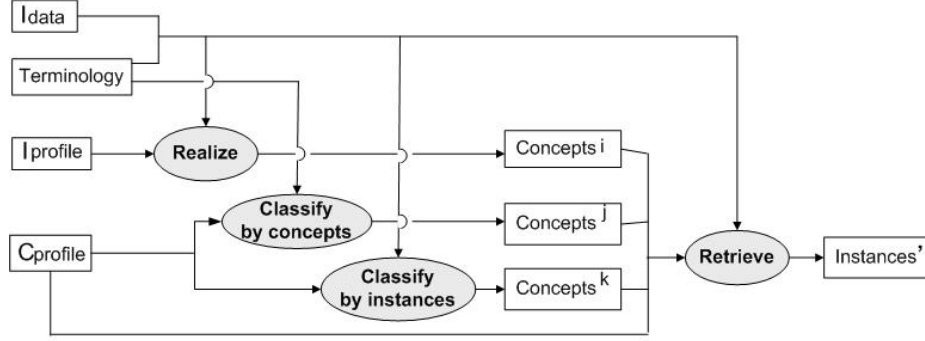 Idata
Terminology
Iprofile
Realize
Concepts i
Classify
by concepts
Concepts j
Cprofile
Classify
by instances
Concepts k
Retrieve
Instances'